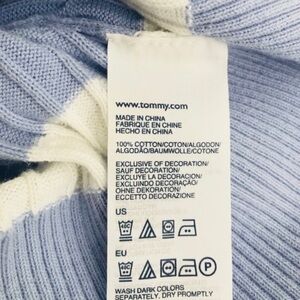 www.tommy.com
MADE IN CHINA
FABRIQUE EN CHINE
HECHO EN CHINA
100% COTTON/COTON/ALGODON/
ALGODÃO/BAUMWOLLE/COTONE
EXCLUSIVE OF DECORATION/
SAUF DECORATION/
EXCLUYE LA DECORACION/
EXCLUINDO DECORAÇÃO/
OHNE VERZIERUNG/
ECCETTO DECORAZIONE
US
EU
P
WASH DARK COLORS
SEPARATELY. DRY PROMPTLY